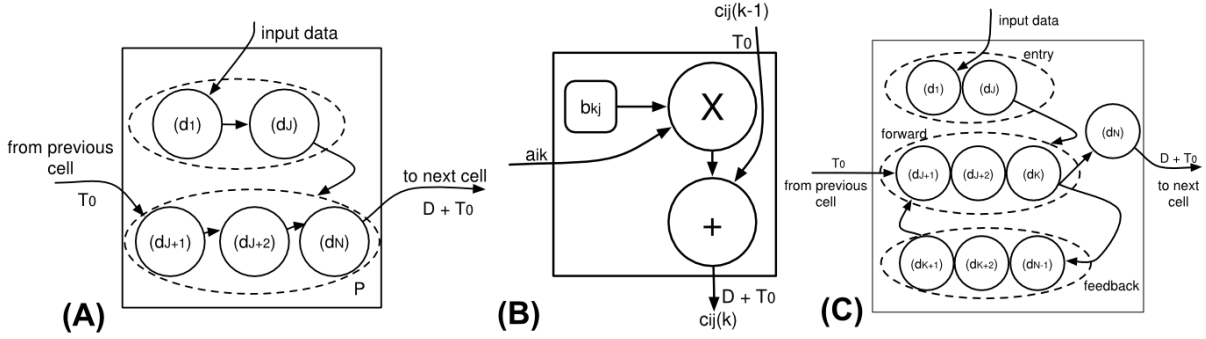 input data
(d1)
(dJ)
from previous
cell
T0
to next cell
D + T0
(dJ+1)
(dJ+2)
(dN)
P
(A)
cij(k-1)
T0
bkj
X
aik
+
D + T0
cij(k)
(B)
input data
entry
(d1)
(dJ)
forward
(dN)
T0
from previous
cell
(dJ+1)
(dJ+2)
(dK)
D + T0
to next
cell
(dK+1)
(dK+2)
(dN-1)
feedback
(C)